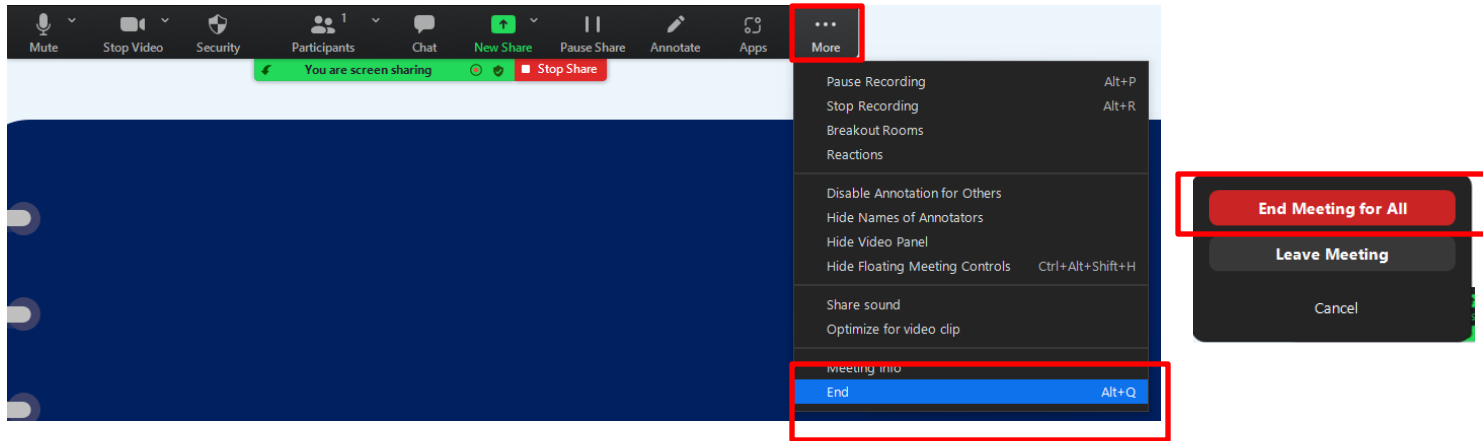 1
Mute Stop Video Security Participants Chat New Share Pause Share Annotate Apps More
You are screen sharing Stop Share
Pause Recording Alt+P
Stop Recording Alt+R
Breakout Rooms
Reactions
Disable Annotation for Others
Hide Names of Annotators
Hide Video Panel
Hide Floating Meeting Controls Ctrl+Alt+Shift+H
Share sound
Optimize for video clip
Meeting Info
End Alt+Q
End Meeting for All
Leave Meeting
Cancel